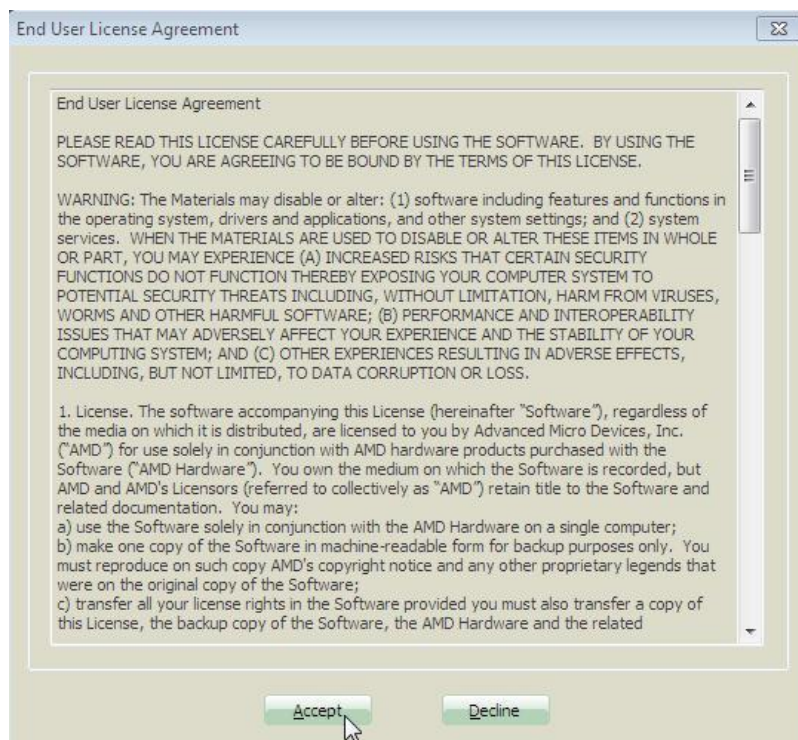 End User License Agreement
End User License Agreement
PLEASE READ THIS LICENSE CAREFULLY BEFORE USING THE SOFTWARE.  BY USING THE
SOFTWARE, YOU ARE AGREEING TO BE BOUND BY THE TERMS OF THIS LICENSE.
WARNING: The Materials may disable or alter: (1) software including features and functions in
the operating system, drivers and applications, and other system settings; and (2) system
services.  WHEN THE MATERIALS ARE USED TO DISABLE OR ALTER THESE ITEMS IN WHOLE
OR PART, YOU MAY EXPERIENCE (A) INCREASED RISKS THAT CERTAIN SECURITY
FUNCTIONS DO NOT FUNCTION THEREBY EXPOSING YOUR COMPUTER SYSTEM TO
POTENTIAL SECURITY THREATS INCLUDING, WITHOUT LIMITATION, HARM FROM VIRUSES,
WORMS AND OTHER HARMFUL SOFTWARE; (B) PERFORMANCE AND INTEROPERABILITY
ISSUES THAT MAY ADVERSELY AFFECT YOUR EXPERIENCE AND THE STABILITY OF YOUR
COMPUTING SYSTEM; AND (C) OTHER EXPERIENCES RESULTING IN ADVERSE EFFECTS,
INCLUDING, BUT NOT LIMITED, TO DATA CORRUPTION OR LOSS.
1. License. The software accompanying this License (hereinafter “Software”), regardless of
the media on which it is distributed, are licensed to you by Advanced Micro Devices, Inc.
(“AMD”) for use solely in conjunction with AMD hardware products purchased with the
Software (“AMD Hardware”).  You own the medium on which the Software is recorded, but
AMD and AMD's Licensors (referred to collectively as “AMD”) retain title to the Software and
related documentation.  You may:
a) use the Software solely in conjunction with the AMD Hardware on a single computer;
b) make one copy of the Software in machine-readable form for backup purposes only.  You
must reproduce on such copy AMD's copyright notice and any other proprietary legends that
were on the original copy of the Software;
c) transfer all your license rights in the Software provided you must also transfer a copy of
this License, the backup copy of the Software, the AMD Hardware and the related
Accept
Decline